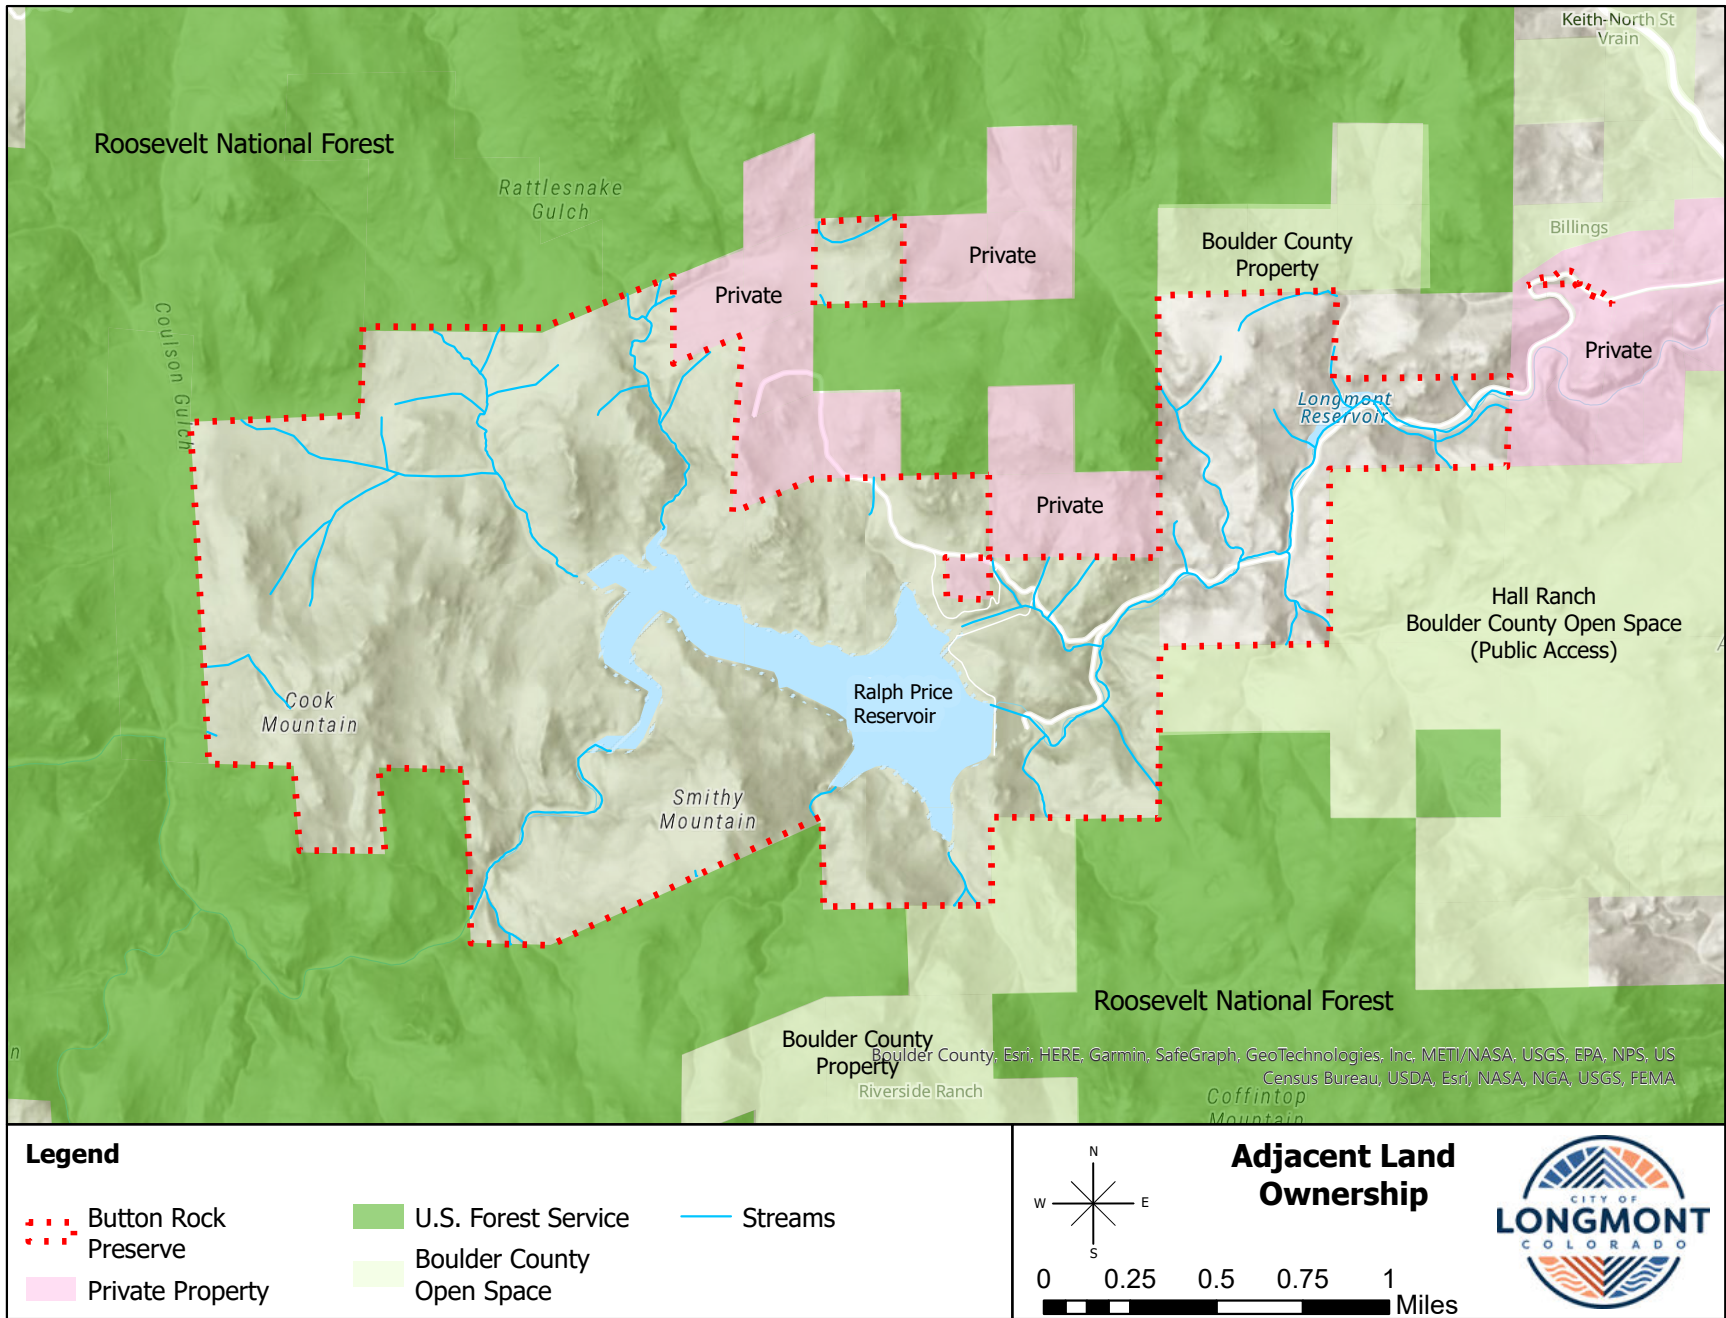 Keith-North St
Vrain
Roosevelt National Forest
Rattlesnake
Gulch
Billings
Boulder County
Property
Private
Private
Private
Coulson Gulch
Longmont
Reservoir
Private
Hall Ranch
Boulder County Open Space
(Public Access)
Cook
Mountain
Ralph Price
Reservoir
Smithy
Mountain
Roosevelt National Forest
Boulder County
Property
Boulder County, Esri, HERE, Garmin, SafeGraph, GeoTechnologies, Inc, METI/NASA, USGS, EPA, NPS, US
Census Bureau, USDA, Esri, NASA, NGA, USGS, FEMA
Riverside Ranch
Coffintop
Mountain
n
A
Legend
Button Rock
Preserve
Private Property
U.S. Forest Service
Boulder County
Open Space
Streams
N
W E
S
Adjacent Land
Ownership
0 0.25 0.5 0.75 1
Miles
CITY OF
LONGMONT
COLORADO